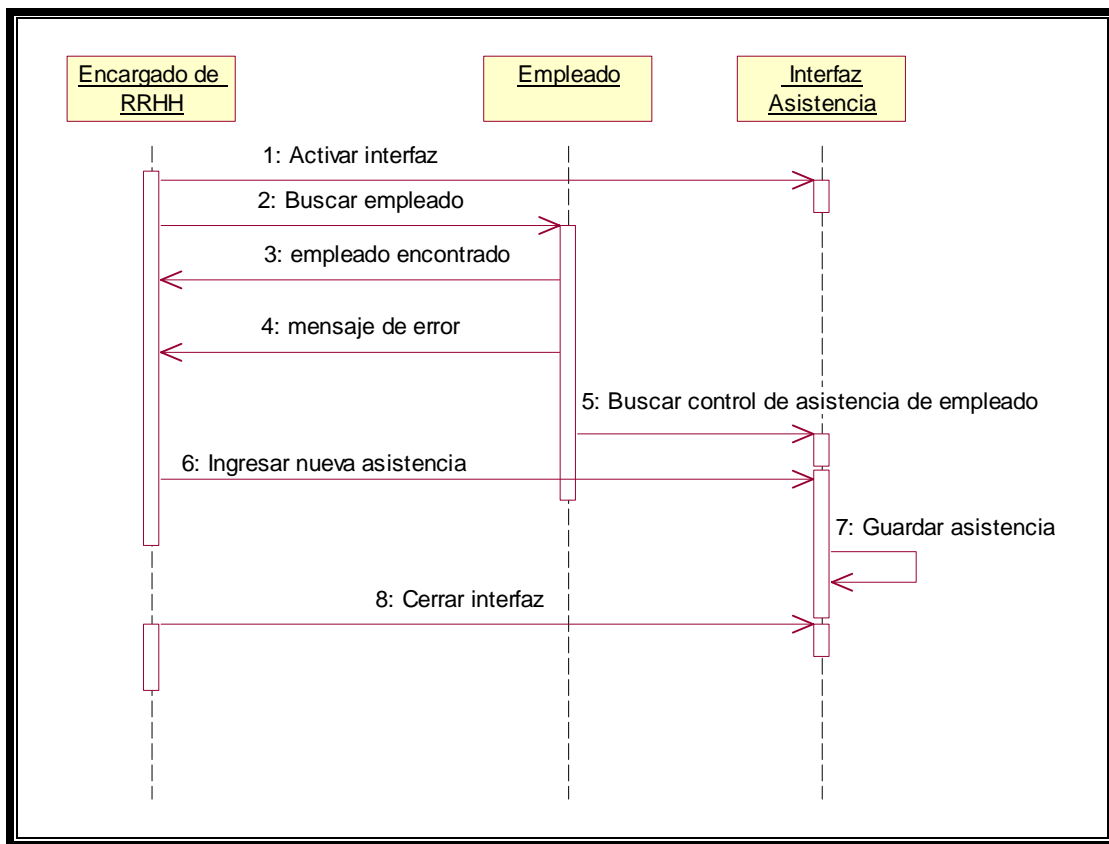 Encargado de
RRHH
Empleado
Interfaz
Asistencia
1: Activar interfaz
2: Buscar empleado
3: empleado encontrado
4: mensaje de error
5: Buscar control de asistencia de empleado
6: Ingresar nueva asistencia
7: Guardar asistencia
8: Cerrar interfaz